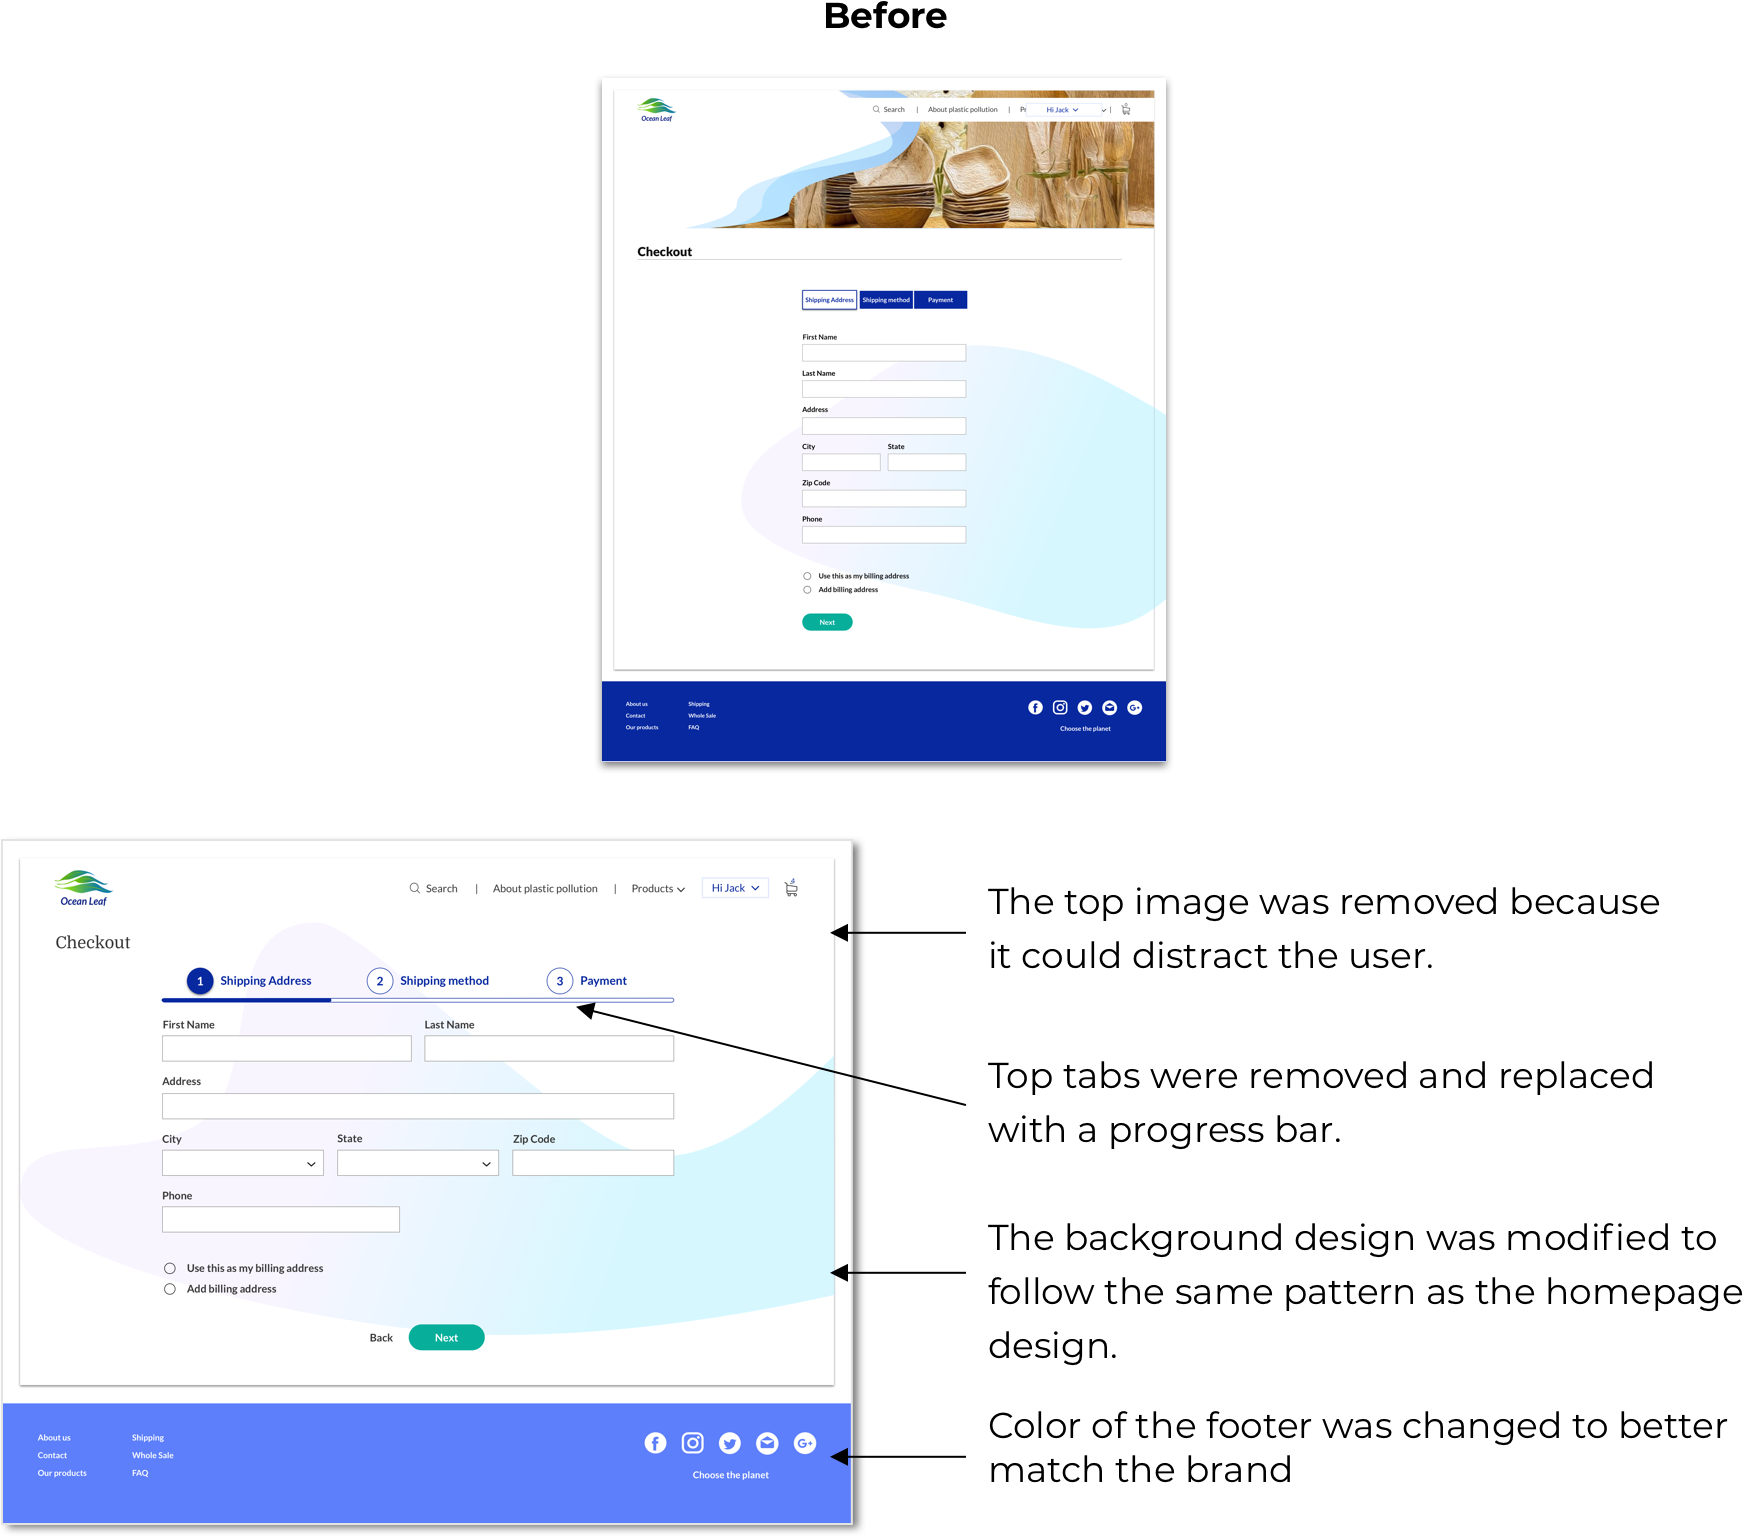 Before
Ocean Leaf
Search | About plastic pollution | Pr Hi Jack |
Checkout
Shipping Address Shipping method Payment
First Name
Last Name
Address
City State
Zip Code
Phone
Use this as my billing address
Add billing address
Next
About us Shipping
Contact Whole Sale
Our products FAQ
Choose the planet
Ocean Leaf
Search | About plastic pollution | Products Hi Jack 4
Checkout
1 Shipping Address 2 Shipping method 3 Payment
First Name Last Name
Address
City State Zip Code
Phone
Use this as my billing address
Add billing address
Back Next
About us Shipping
Contact Whole Sale
Our products FAQ
G+
Choose the planet
The top image was removed because
it could distract the user.
Top tabs were removed and replaced
with a progress bar.
The background design was modified to
follow the same pattern as the homepage
design.
Color of the footer was changed to better
match the brand